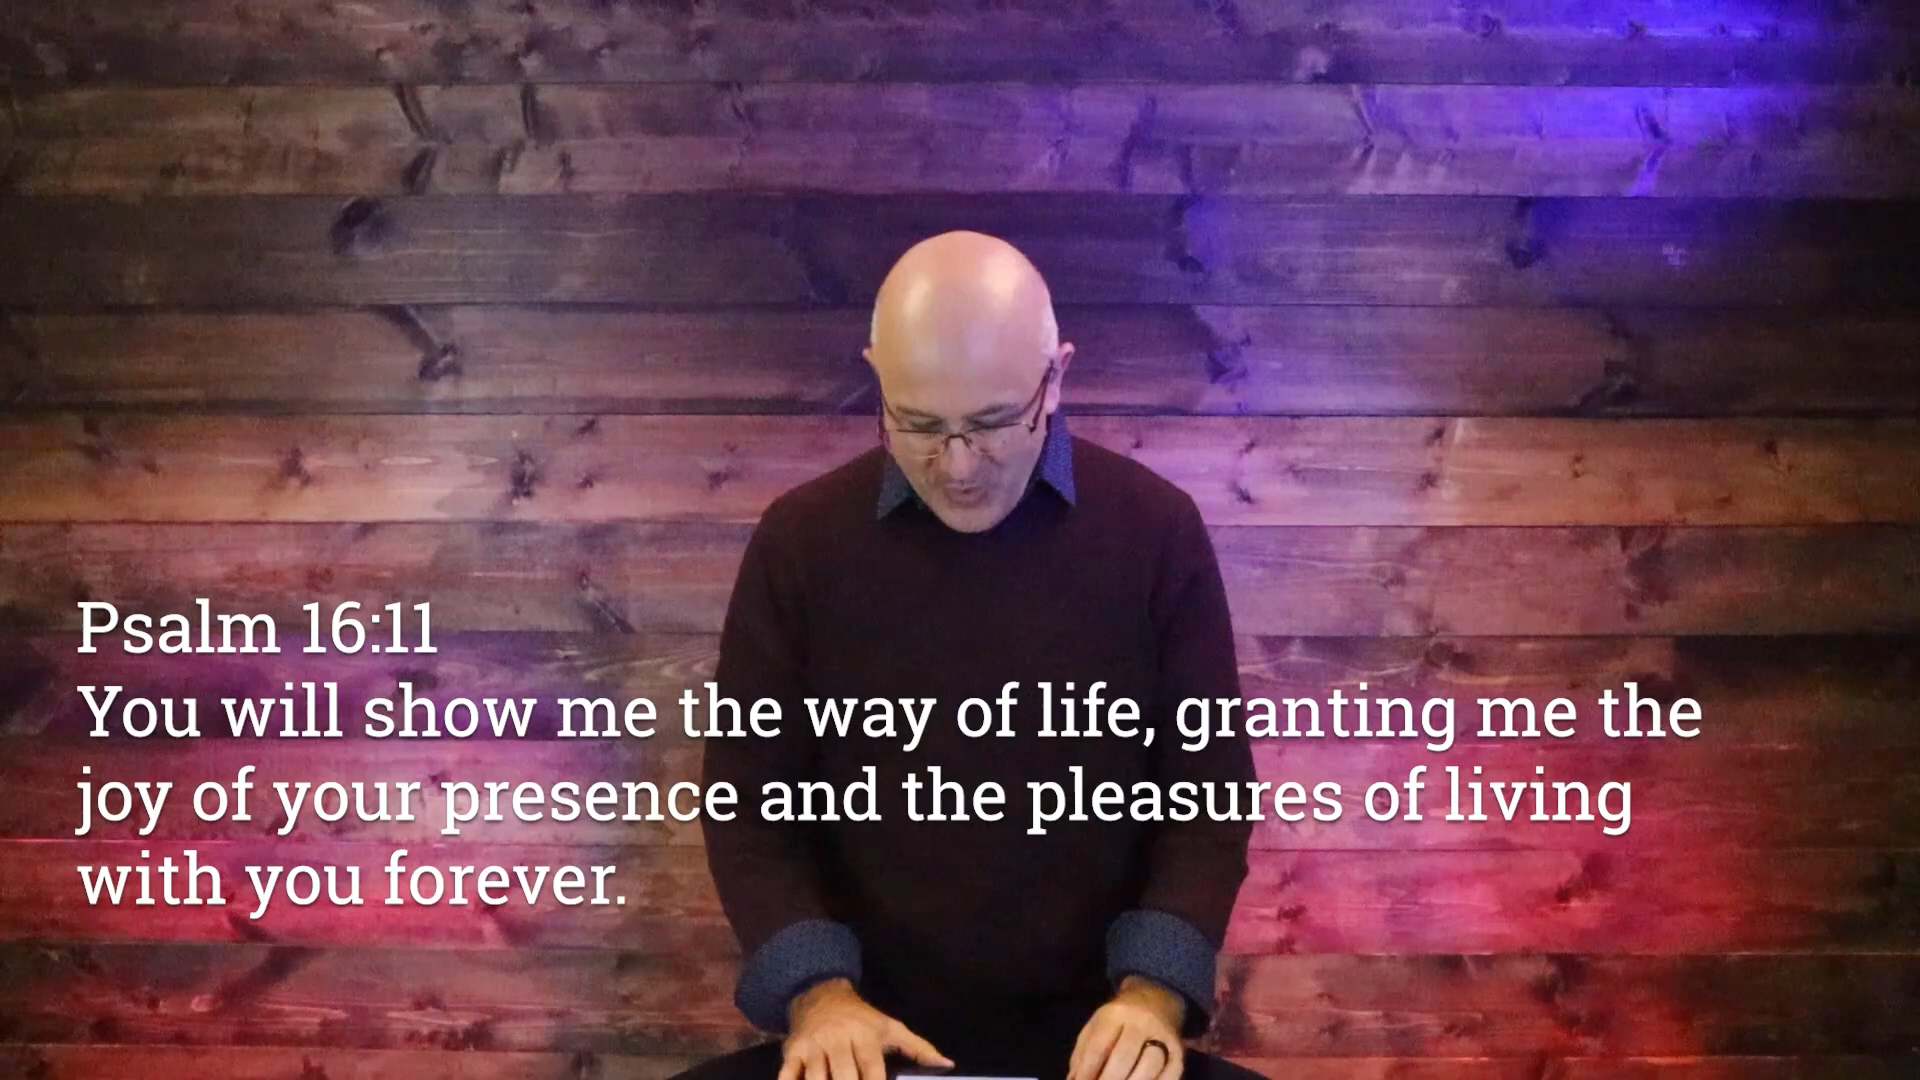 Psalm 16:11
You will show me the way of life, granting me the
joy of your presence and the pleasures of living
with you forever.